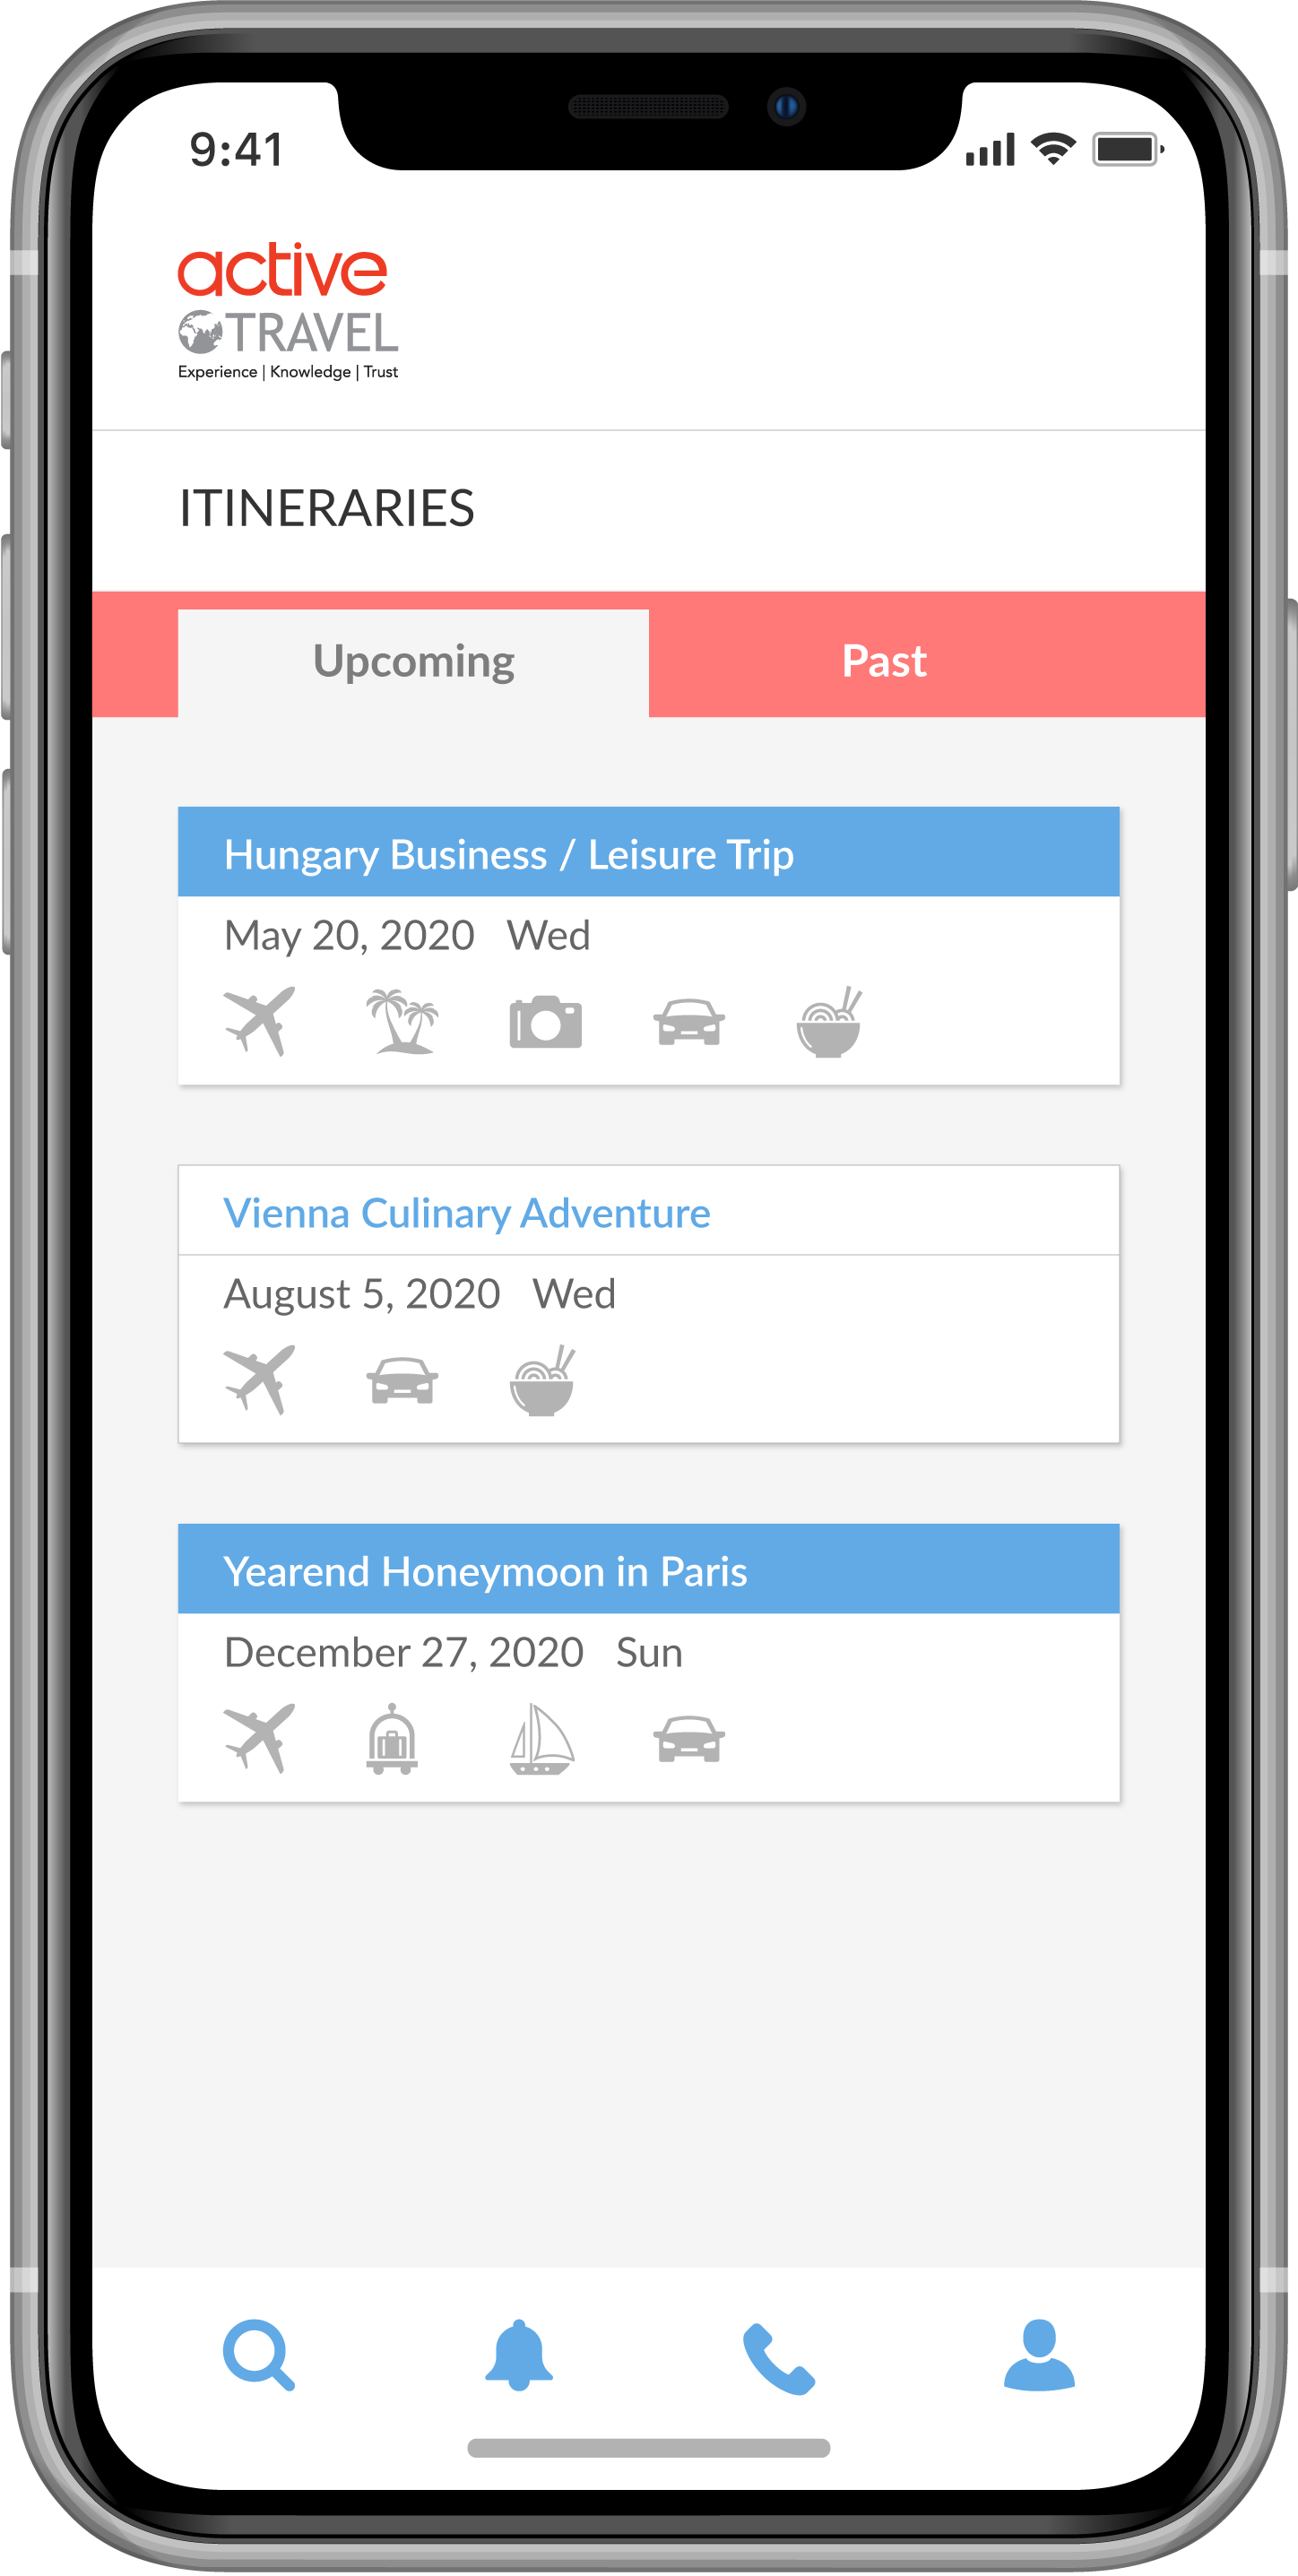 9:41
active
TRAVEL
Experience | Knowledge | Trust
ITINERARIES
Upcoming Past
Hungary Business / Leisure Trip
May 20, 2020 Wed
Vienna Culinary Adventure
August 5, 2020 Wed
Yearend Honeymoon in Paris
December 27, 2020 Sun